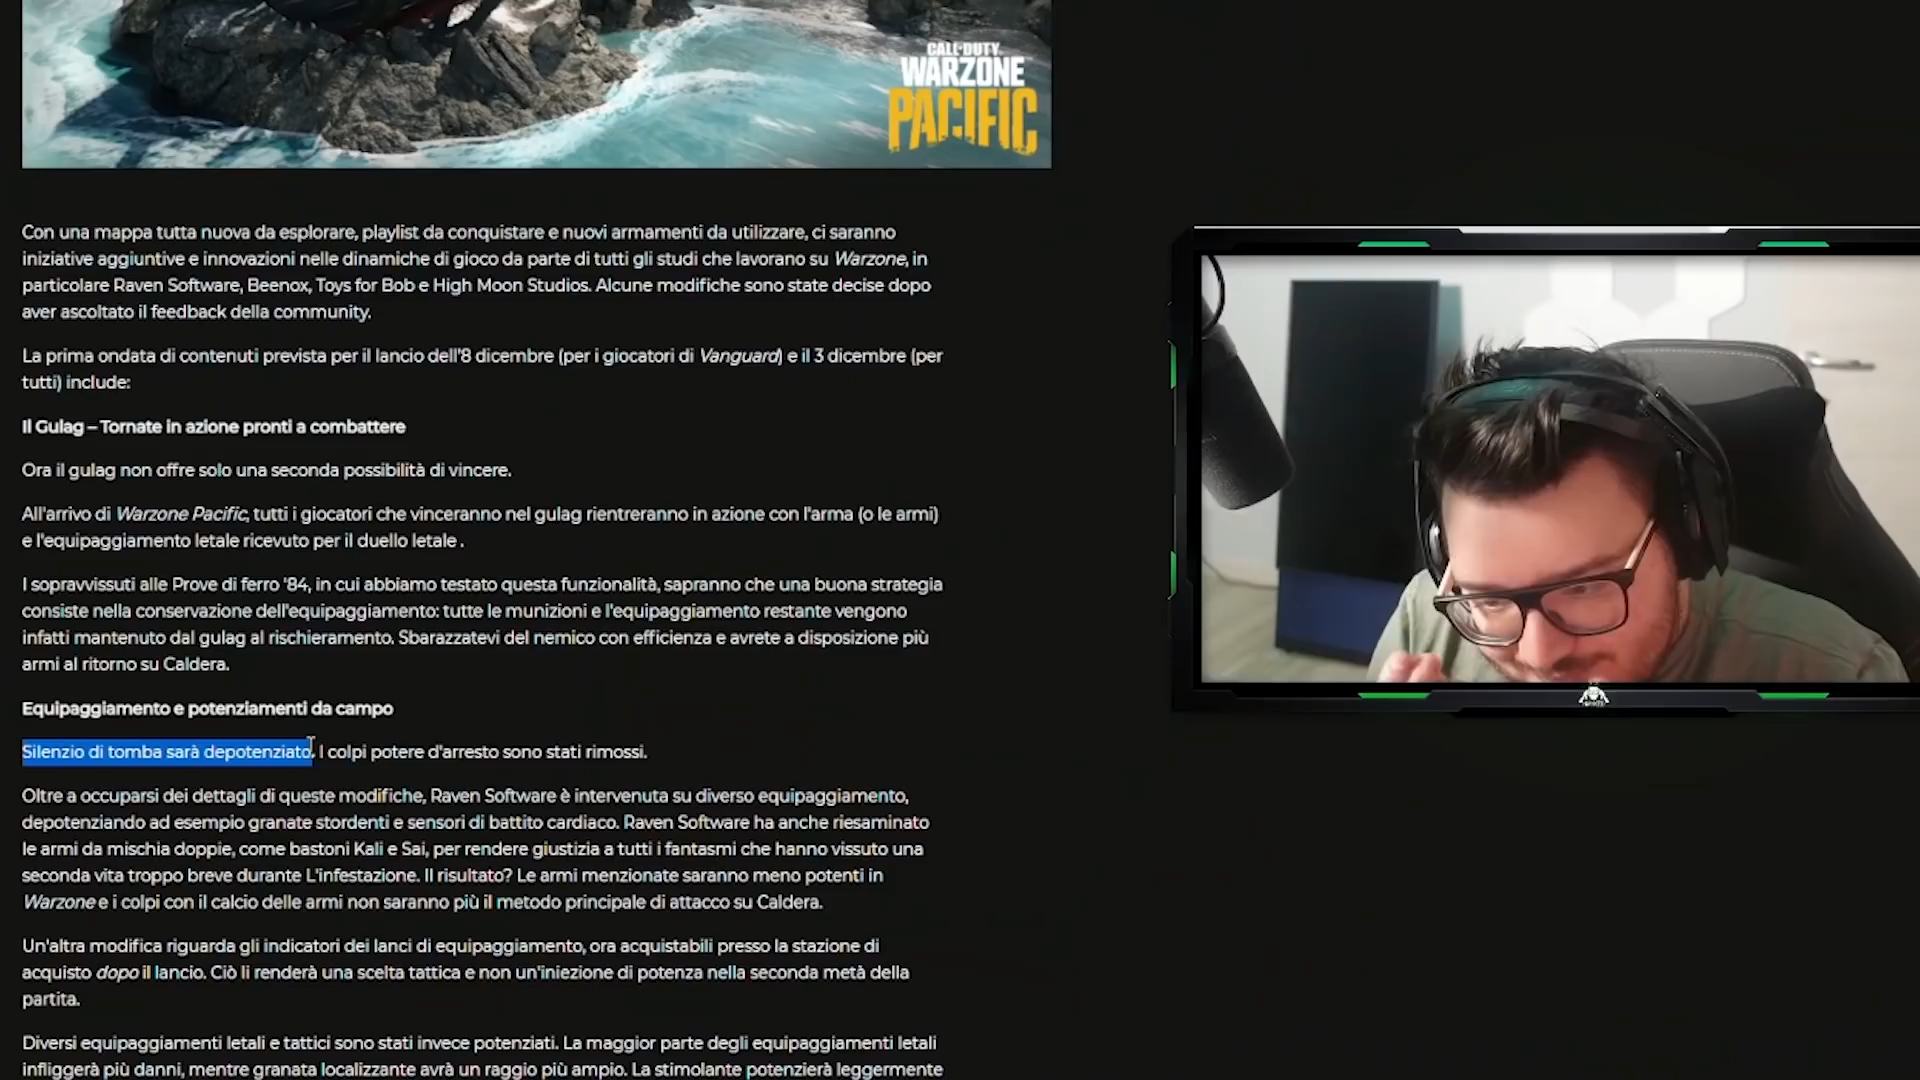 CALL·DUTY
WARZONE
PACIFIC
Con una mappa tutta nuova da esplorare, playlist da conquistare e nuovi armamenti da utilizzare, ci saranno
iniziative aggiuntive e innovazioni nelle dinamiche di gioco da parte di tutti gli studi che lavorano su Warzone, in
particolare Raven Software, Beenox, Toys for Bob e High Moon Studios. Alcune modifiche sono state decise dopo
aver ascoltato il feedback della community.
La prima ondata di contenuti prevista per il lancio dell'8 dicembre (per i giocatori di Vanguard) e il 3 dicembre (per
tutti) include:
Il Gulag – Tornate in azione pronti a combattere
Ora il gulag non offre solo una seconda possibilità di vincere.
All'arrivo di Warzone Pacific, tutti i giocatori che vinceranno nel gulag rientreranno in azione con l'arma (o le armi)
e l'equipaggiamento letale ricevuto per il duello letale .
I sopravvissuti alle Prove di ferro '84, in cui abbiamo testato questa funzionalità, sapranno che una buona strategia
consiste nella conservazione dell'equipaggiamento: tutte le munizioni e l'equipaggiamento restante vengono
infatti mantenuto dal gulag al rischieramento. Sbarazzatevi del nemico con efficienza e avrete a disposizione più
armi al ritorno su Caldera.
Equipaggiamento e potenziamenti da campo
Silenzio di tomba sarà depotenziato. I colpi potere d'arresto sono stati rimossi.
Oltre a occuparsi dei dettagli di queste modifiche, Raven Software è intervenuta su diverso equipaggiamento,
depotenziando ad esempio granate stordenti e sensori di battito cardiaco. Raven Software ha anche riesaminato
le armi da mischia doppie, come bastoni Kali e Sai, per rendere giustizia a tutti i fantasmi che hanno vissuto una
seconda vita troppo breve durante L'infestazione. Il risultato? Le armi menzionate saranno meno potenti in
Warzone e i colpi con il calcio delle armi non saranno più il metodo principale di attacco su Caldera.
Un'altra modifica riguarda gli indicatori dei lanci di equipaggiamento, ora acquistabili presso la stazione di
acquisto dopo il lancio. Ciò li renderà una scelta tattica e non un'iniezione di potenza nella seconda metà della
partita.
Diversi equipaggiamenti letali e tattici sono stati invece potenziati. La maggior parte degli equipaggiamenti letali
infliggerà più danni, mentre granata localizzante avrà un raggio più ampio. La stimolante potenzierà leggermente